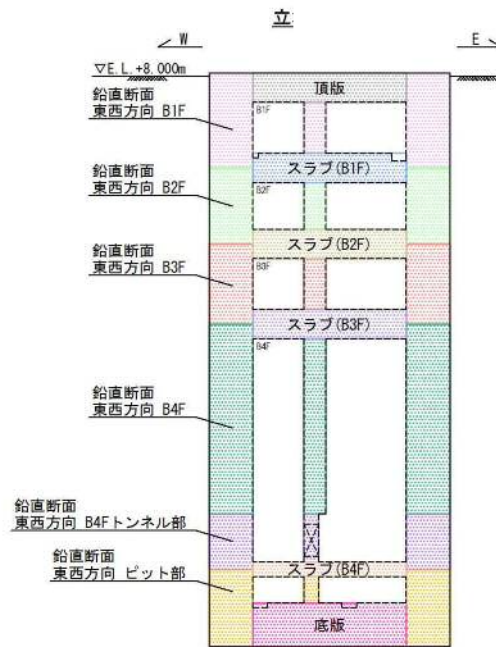 立
W
E
▽E.L.+8.000m
鉛直断面
東西方向 B1F
頂版
B1F
スラブ(B1F)
鉛直断面
東西方向 B2F
B2F
スラブ(B2F)
鉛直断面
東西方向 B3F
B3F
スラブ(B3F)
B4F
鉛直断面
東西方向 B4F
鉛直断面
東西方向 B4Fトンネル部
スラブ(B4F)
鉛直断面
東西方向 ピット部
底版